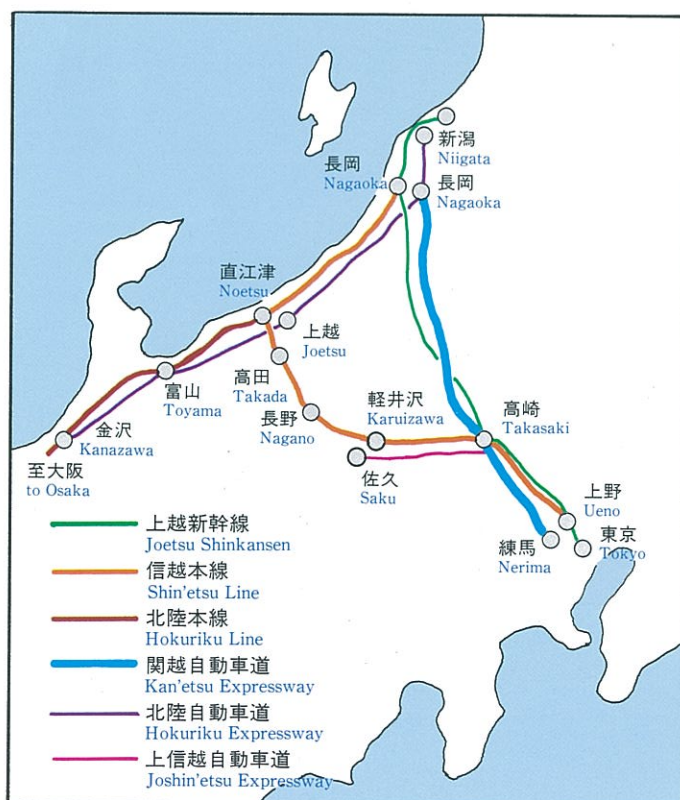 新潟
Niigata
長岡
Nagaoka
長岡
Nagaoka
直江津
Noetsu
上越
Joetsu
高田
Takada
富山
Toyama
長野
Nagano
軽井沢
Karuizawa
高崎
Takasaki
金沢
Kanazawa
佐久
Saku
至大阪
to Osaka
上野
Ueno
練馬
Nerima
東京
Tokyo
上越新幹線
Joetsu Shinkansen
信越本線
Shin'etsu Line
北陸本線
Hokuriku Line
関越自動車道
Kan'etsu Expressway
北陸自動車道
Hokuriku Expressway
上信越自動車道
Joshin'etsu Expressway